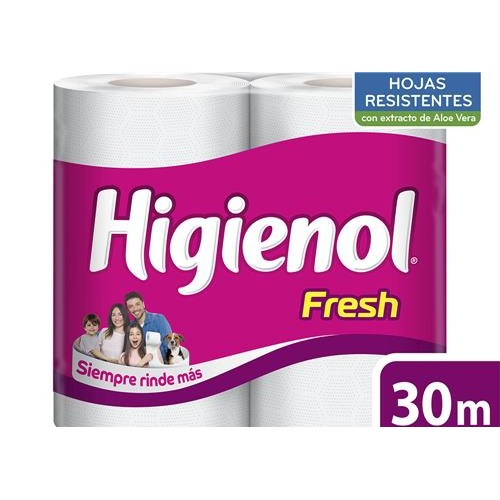 HOJAS
RESISTENTES
con extracto de Aloe Vera
Higienol®
Fresh
Siempre rinde más
30m